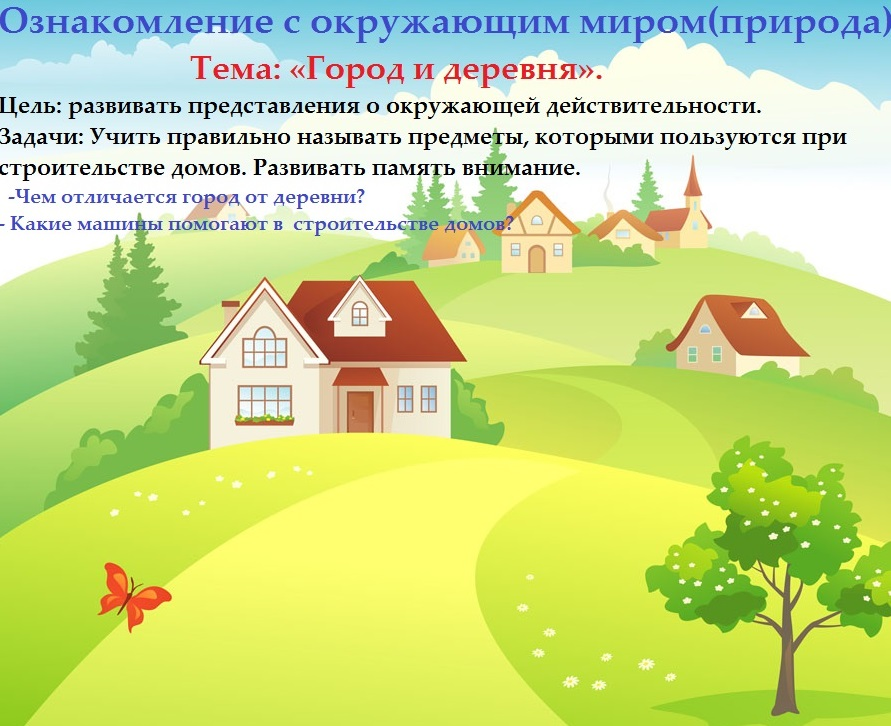 Ознакомление с окружающим миром(природа)
Тема: «Город и деревня».
Цель: развивать представления о окружающей действительности.
Задачи: Учить правильно называть предметы, которыми пользуются при
строительстве домов. Развивать память внимание.
-Чем отличается город от деревни?
- Какие машины помогают в строительстве домов?